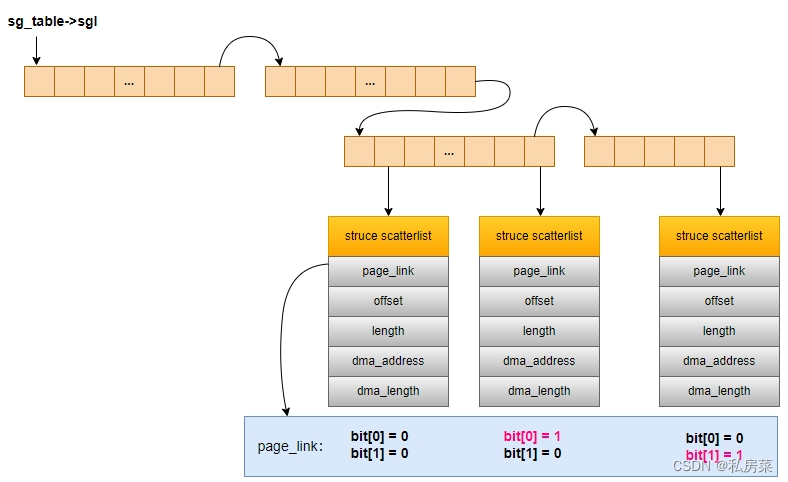 sg_table->sgl
...
...
...
struce scatterlist struce scatterlist struce scatterlist
page_link page_link page_link
offset offset offset
length length length
dma_address dma_address dma_address
dma_length dma_length dma_length
page_link:
bit[0] = 0 bit[0] = 1 bit[0] = 0
bit[1] = 0 bit[1] = 0 bit[1] = 1
CSDN @私房菜